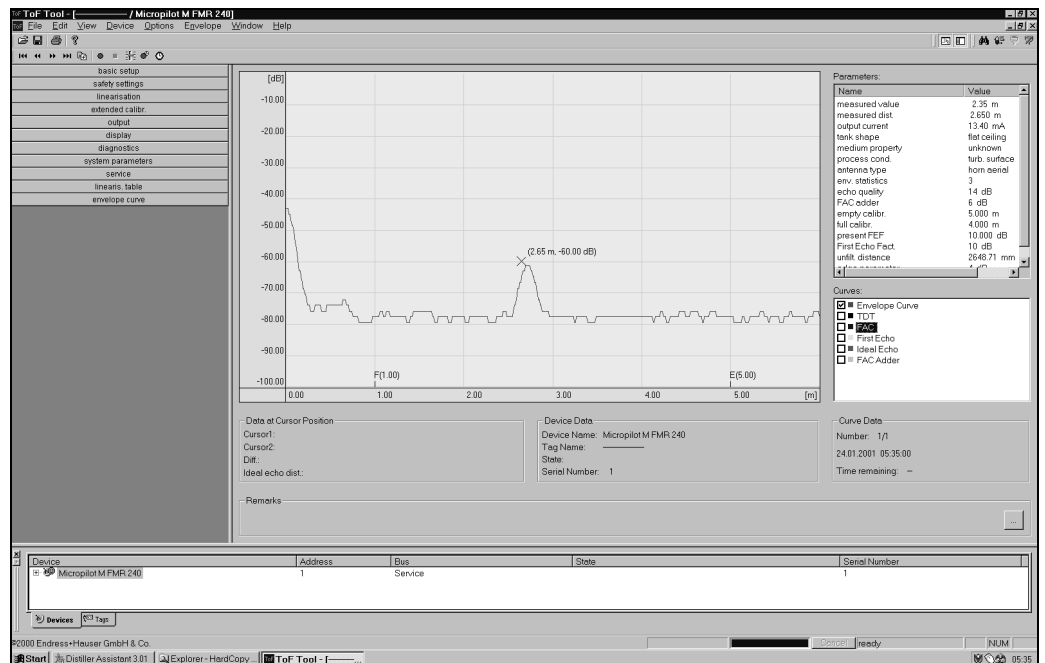 ToF Tool - [———— / Micropilot M FMR 240]
File Edit View Device Options Envelope Window Help
basic setup
safety settings
linearisation
extended calibr.
output
display
diagnostics
system parameters
service
linearis. table
envelope curve
[dB]
-10.00
-20.00
-30.00
-40.00
-50.00
-60.00
-70.00
-80.00
-90.00
-100.00
(2.65 m, -60.00 dB)
F(1.00)
E(5.00)
0.00 1.00 2.00 3.00 4.00 5.00 [m]
Parameters:
Name Value
measured value 2.35 m
measured dist. 2.650 m
output current 13.40 mA
tank shape flat ceiling
medium property unknown
process cond. turb. surface
antenna type horn aerial
env. statistics 3
echo quality 14 dB
FAC adder 6 dB
empty calibr. 5.000 m
full calibr. 4.000 m
present FEF 10.000 dB
First Echo Fact. 10 dB
unfilt. distance 2648.71 mm
Curves:
Envelope Curve
TDT
FAC
First Echo
Ideal Echo
FAC Adder
Data at Cursor Position
Cursor1:
Cursor2:
Diff.:
Ideal echo dist.:
Device Data
Device Name: Micropilot M FMR 240
Tag Name: ————
State:
Serial Number: 1
Curve Data
Number: 1/1
24.01.2001 05:35:00
Time remaining: –
Remarks
...
Device Address Bus State Serial Number
Micropilot M FMR 240 1 Service 1
Devices Tags
©2000 Endress+Hauser GmbH & Co.
Cancel ready NUM
Start Distiller Assistant 3.01 Explorer - HardCopy ... ToF Tool - [———... 05:35